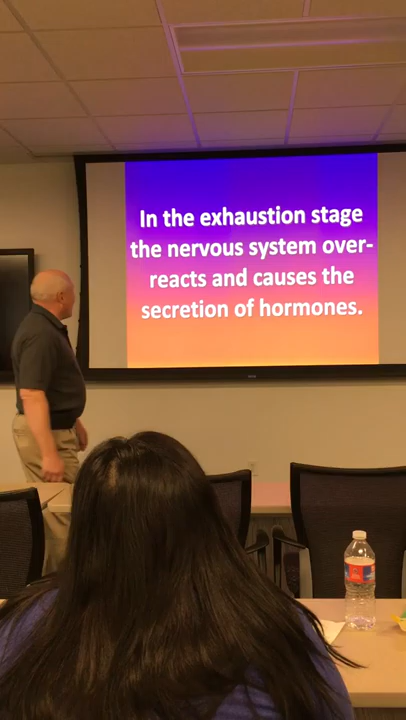 In the exhaustion stage
the nervous system over-
reacts and causes the
secretion of hormones.